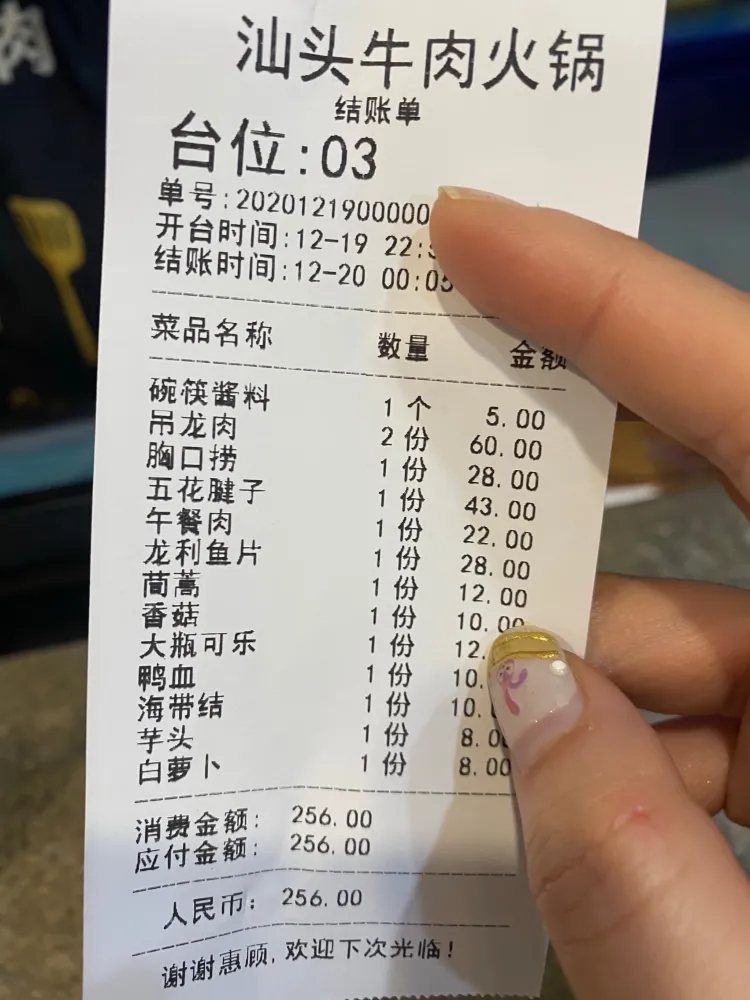 肉
汕头牛肉火锅
结账单
台位:03
单号:2020121900000
开台时间:12-19 22:
结账时间:12-20 00:05
菜品名称 数量 金额
碗筷酱料 1 个 5.00
吊龙肉 2 份 60.00
胸口捞 1 份 28.00
五花腱子 1 份 43.00
午餐肉 1 份 22.00
龙利鱼片 1 份 28.00
茼蒿 1 份 12.00
香菇 1 份 10.00
大瓶可乐 1 份 12.
鸭血 1 份 10.
海带结 1 份 10.
芋头 1 份 8.00
白萝卜 1 份 8.00
消费金额: 256.00
应付金额: 256.00
人民币: 256.00
谢谢惠顾,欢迎下次光临!